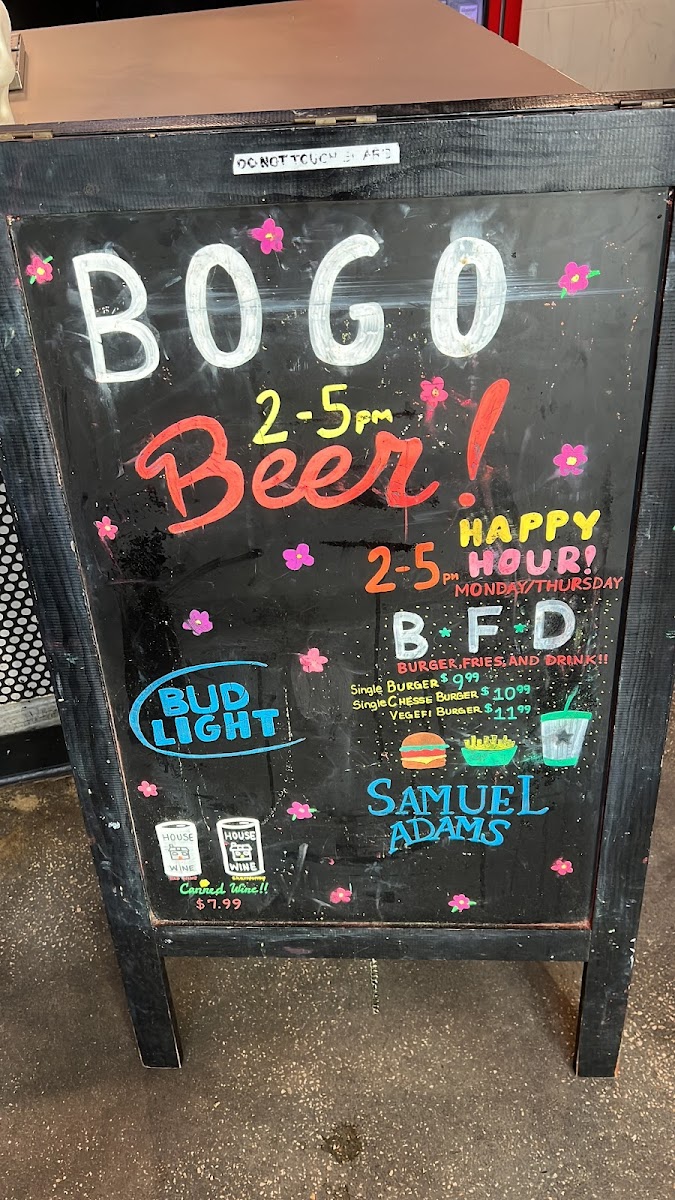 DO NOT TOUCH
BOGO
2-5pm
Beer!
HAPPY
HOUR!
2-5pm
MONDAY/THURSDAY
B·F·D
BURGER, FRIES, AND DRINK!!
Single BURGER $9.99
Single CHESSE BURGER $10.99
VEGEFI BURGER $11.99
BUD
LIGHT
SAMUEL
ADAMS
HOUSE
WINE
HOUSE
WINE
Canned Wine!!
$7.99